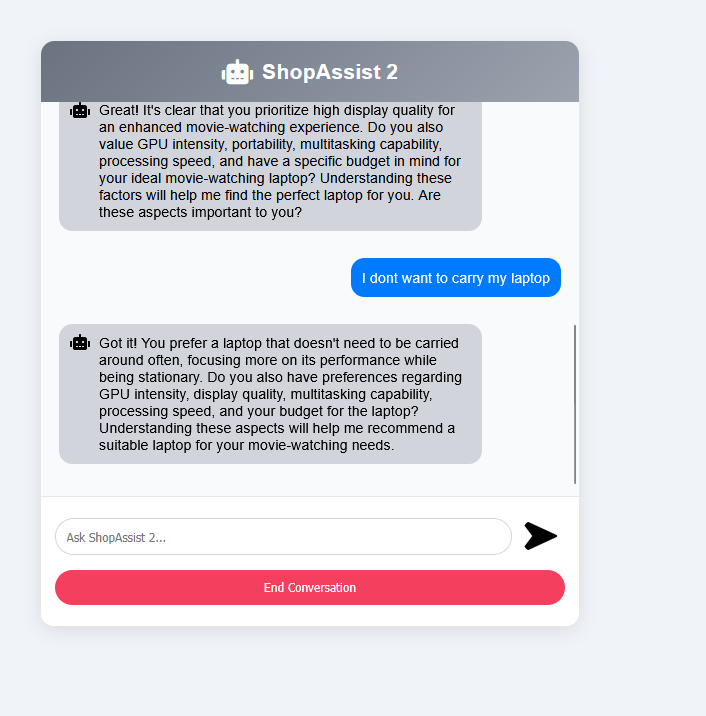 ShopAssist 2
Great! It's clear that you prioritize high display quality for
an enhanced movie-watching experience. Do you also
value GPU intensity, portability, multitasking capability,
processing speed, and have a specific budget in mind for
your ideal movie-watching laptop? Understanding these
factors will help me find the perfect laptop for you. Are
these aspects important to you?
I dont want to carry my laptop
Got it! You prefer a laptop that doesn't need to be carried
around often, focusing more on its performance while
being stationary. Do you also have preferences regarding
GPU intensity, display quality, multitasking capability,
processing speed, and your budget for the laptop?
Understanding these aspects will help me recommend a
suitable laptop for your movie-watching needs.
Ask ShopAssist 2...
End Conversation